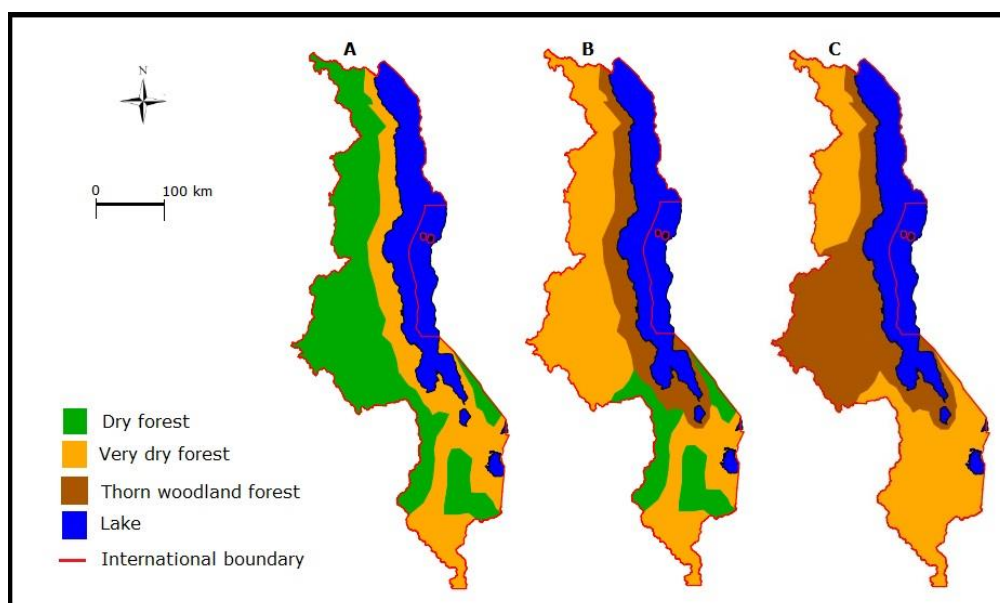 A
B
C
N
0
100 km
Dry forest
Very dry forest
Thorn woodland forest
Lake
International boundary